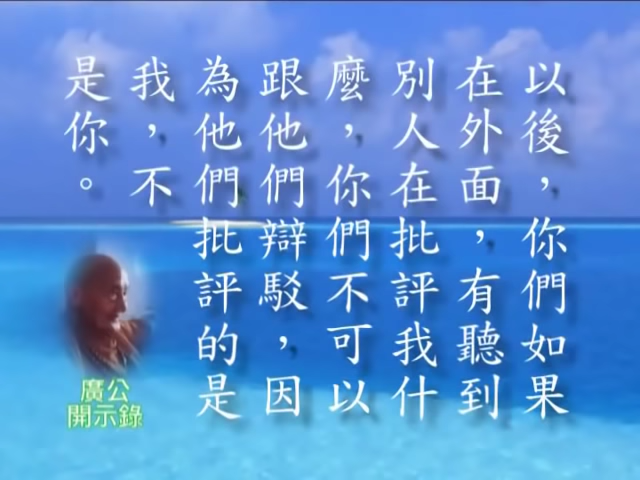 以後，你們如果
在外面，有聽到
別人在批評我什
麼，你們不可以
跟他們辯駁，因
為他們批評的是
我，不
是你。
廣公
開示錄